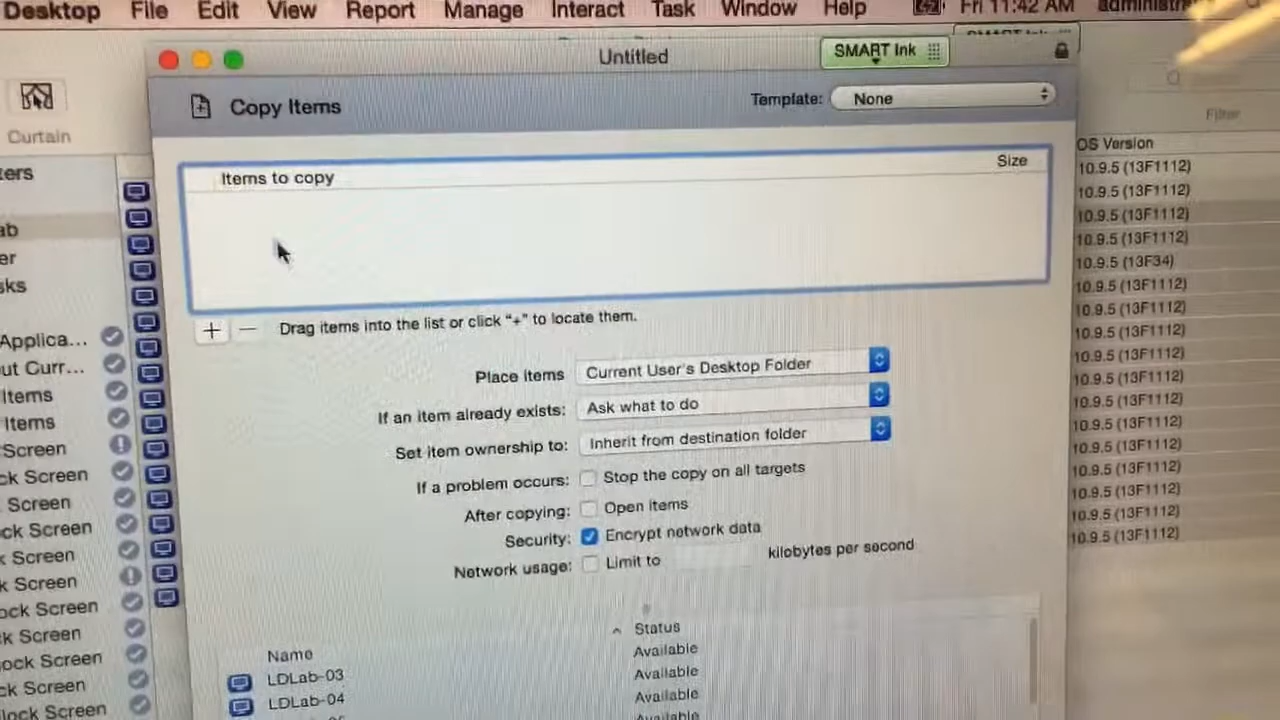 Desktop File Edit View Report Manage Interact Task Window Help Fri 11:42 AM
Untitled
SMART Ink
Copy Items
Template: None
Curtain
Filter
Items to copy Size
Drag items into the list or click “+” to locate them.
Place items Current User's Desktop Folder
If an item already exists: Ask what to do
Set item ownership to: Inherit from destination folder
If a problem occurs: Stop the copy on all targets
After copying: Open items
Security: Encrypt network data
Network usage: Limit to kilobytes per second
Name Status
LDLab-03 Available
LDLab-04 Available
Available
Applica...
ut Curr...
Items
Items
Screen
ck Screen
Screen
ock Screen
k Screen
k Screen
ock Screen
k Screen
ock Screen
ck Screen
lock Screen
OS Version
10.9.5 (13F1112)
10.9.5 (13F1112)
10.9.5 (13F1112)
10.9.5 (13F1112)
10.9.5 (13F34)
10.9.5 (13F1112)
10.9.5 (13F1112)
10.9.5 (13F1112)
10.9.5 (13F1112)
10.9.5 (13F1112)
10.9.5 (13F1112)
10.9.5 (13F1112)
10.9.5 (13F1112)
10.9.5 (13F1112)
10.9.5 (13F1112)
10.9.5 (13F1112)
10.9.5 (13F1112)